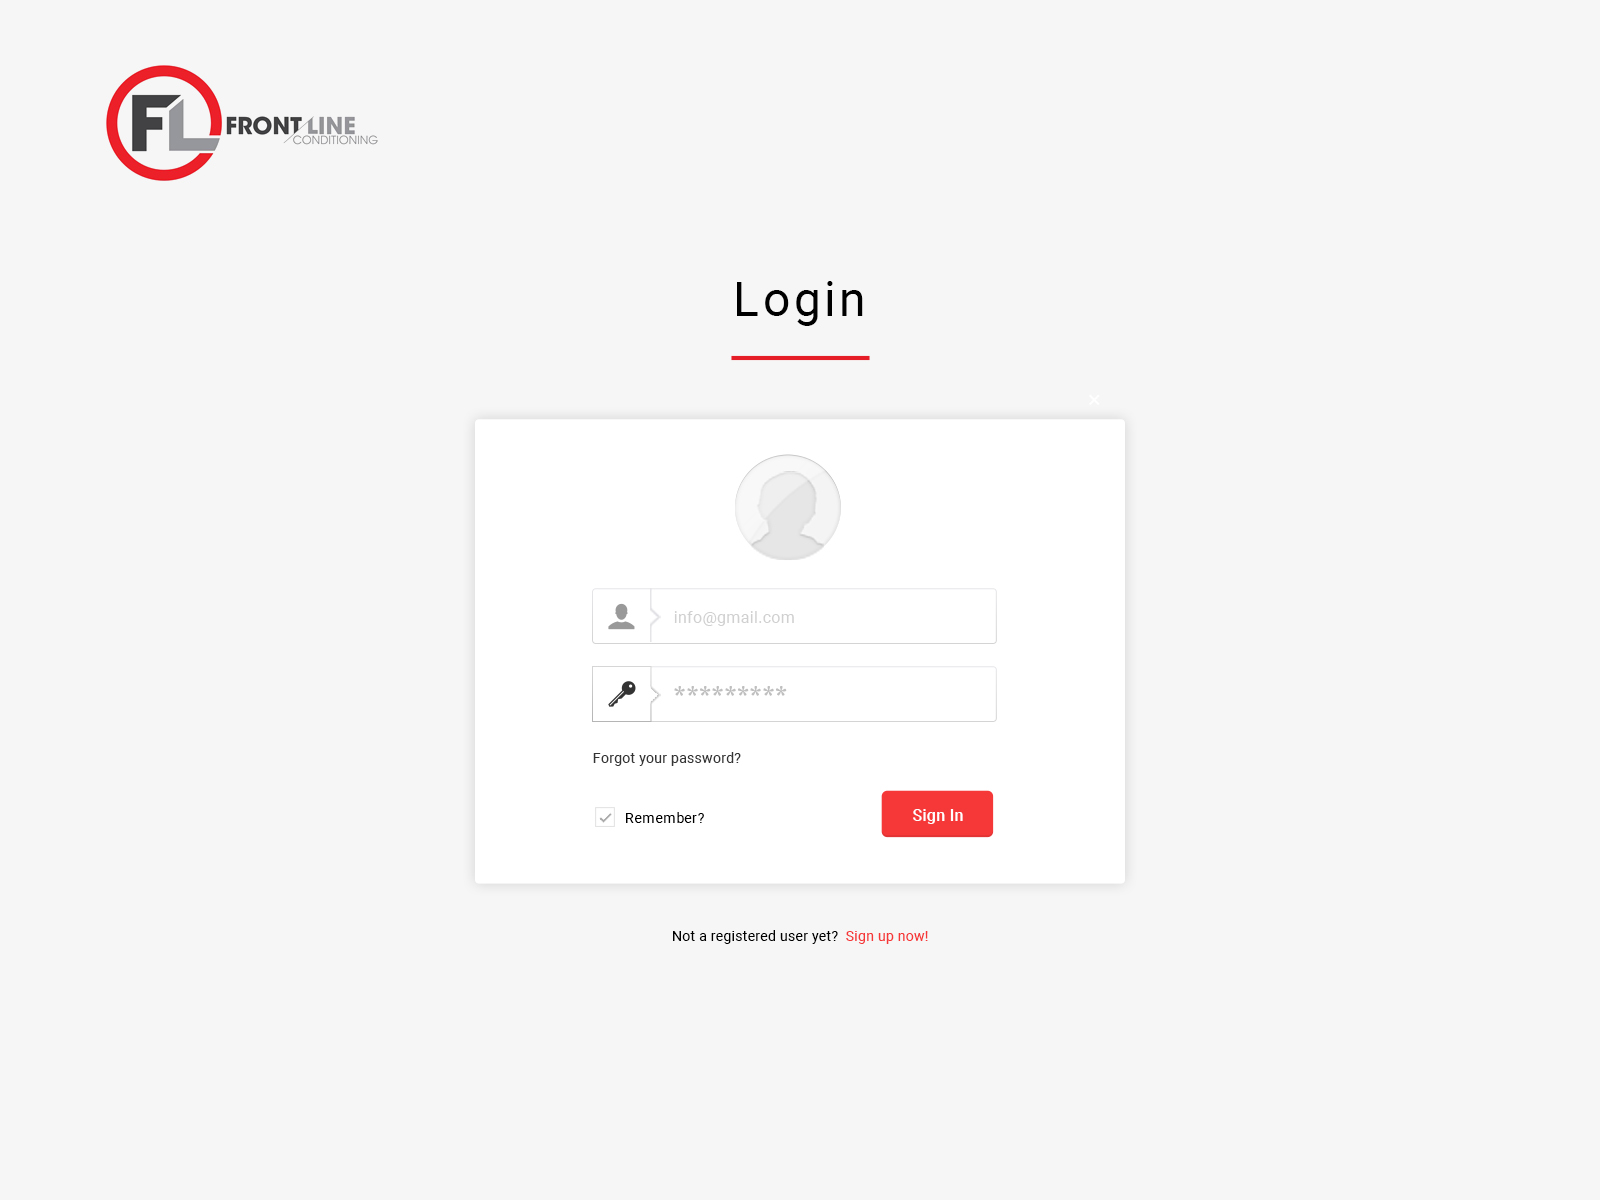 FL
FRONT LINE
CONDITIONING
Login
info@gmail.com
*********
Forgot your password?
Remember?
Sign In
Not a registered user yet? Sign up now!